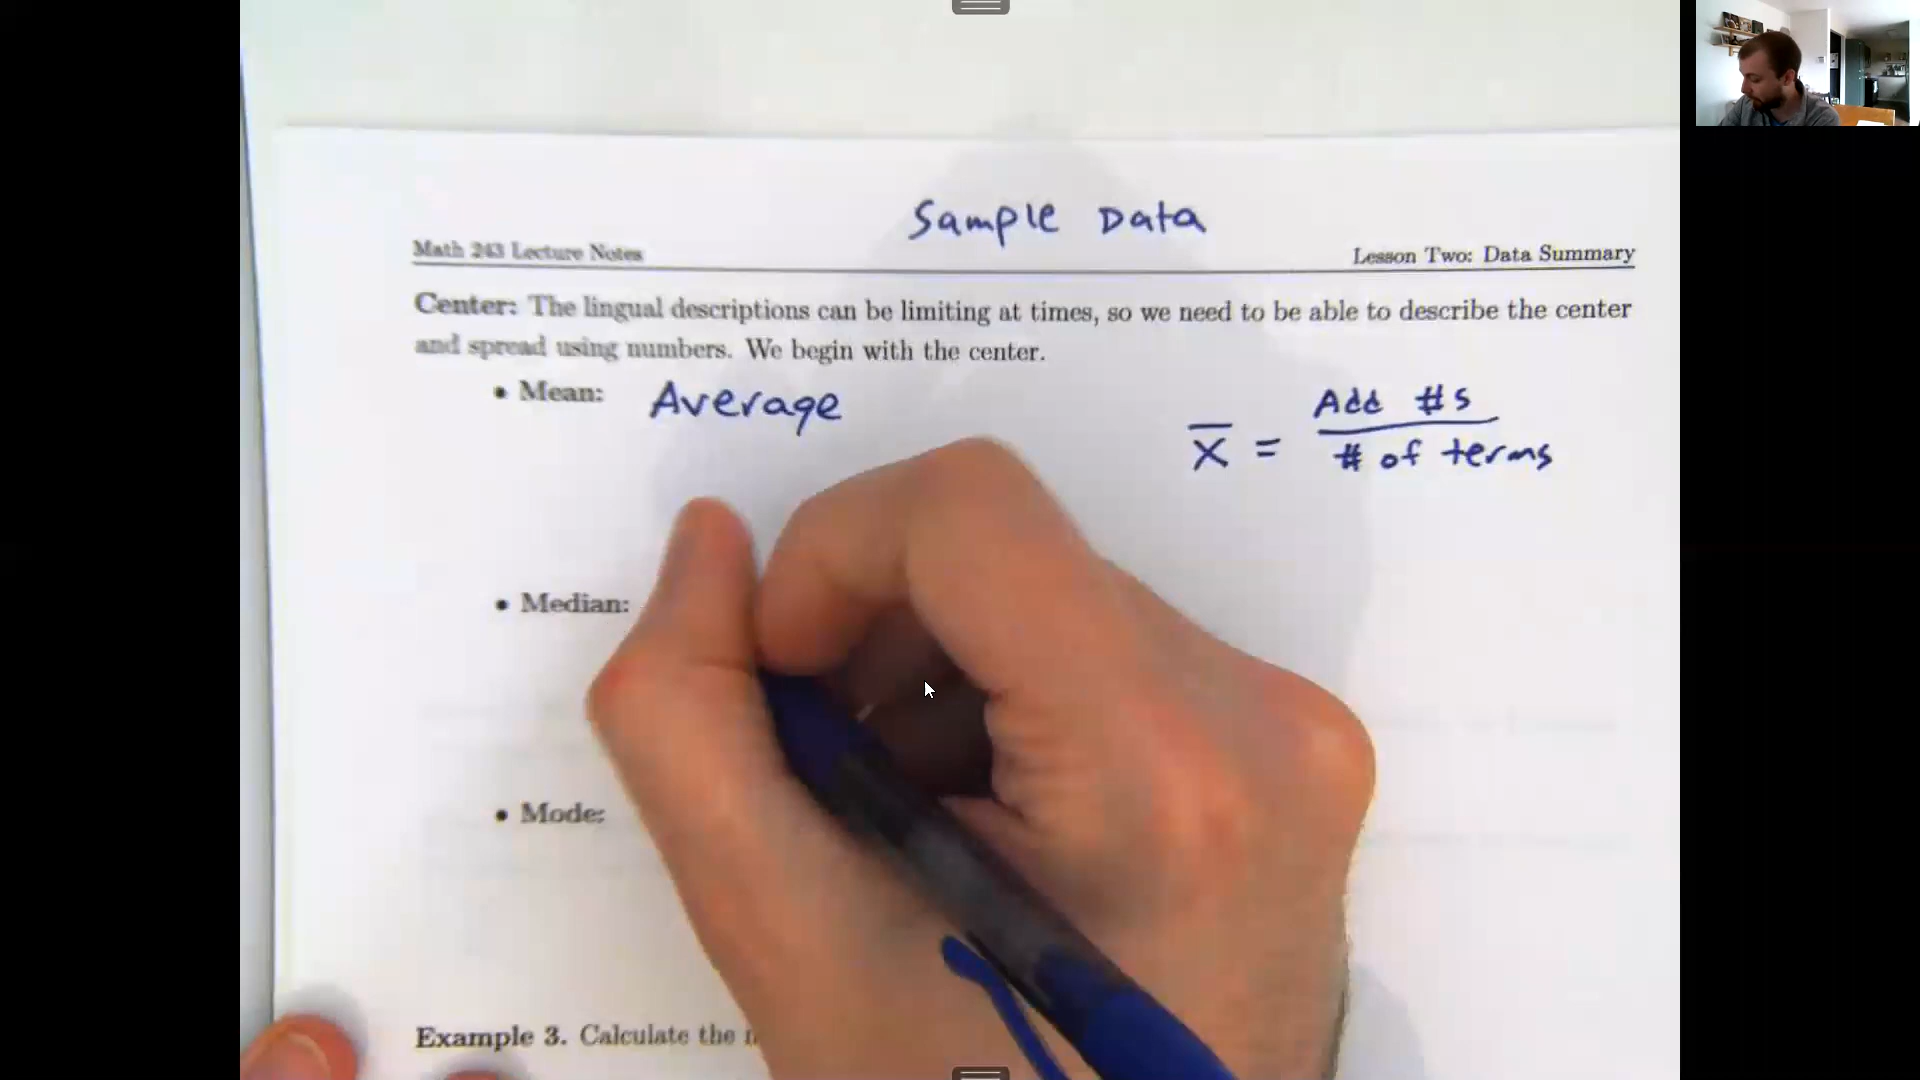 Sample Data
Math 243 Lecture Notes
Lesson Two: Data Summary
Center: The lingual descriptions can be limiting at times, so we need to be able to describe the center
and spread using numbers. We begin with the center.
• Mean: Average
x̄ = Add #s / # of terms
• Median:
• Mode:
Example 3. Calculate the